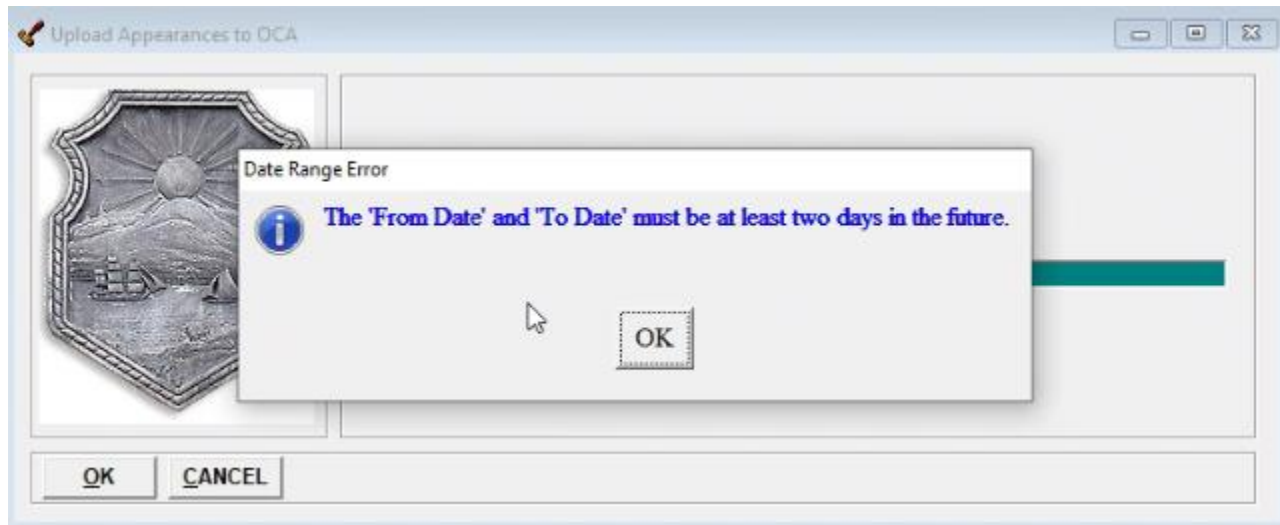 Upload Appearances to OCA
Date Range Error
The 'From Date' and 'To Date' must be at least two days in the future.
OK
OK CANCEL